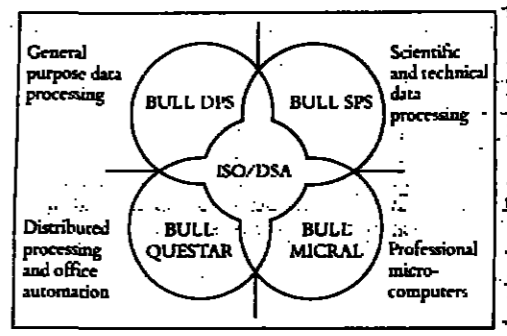 General
purpose data
processing
Scientific
and technical
data
processing
BULL DPS
BULL SPS
ISO/DSA
BULL
QUESTAR
BULL
MICRAL
Distributed
processing
and office
automation
Professional
micro-
computers